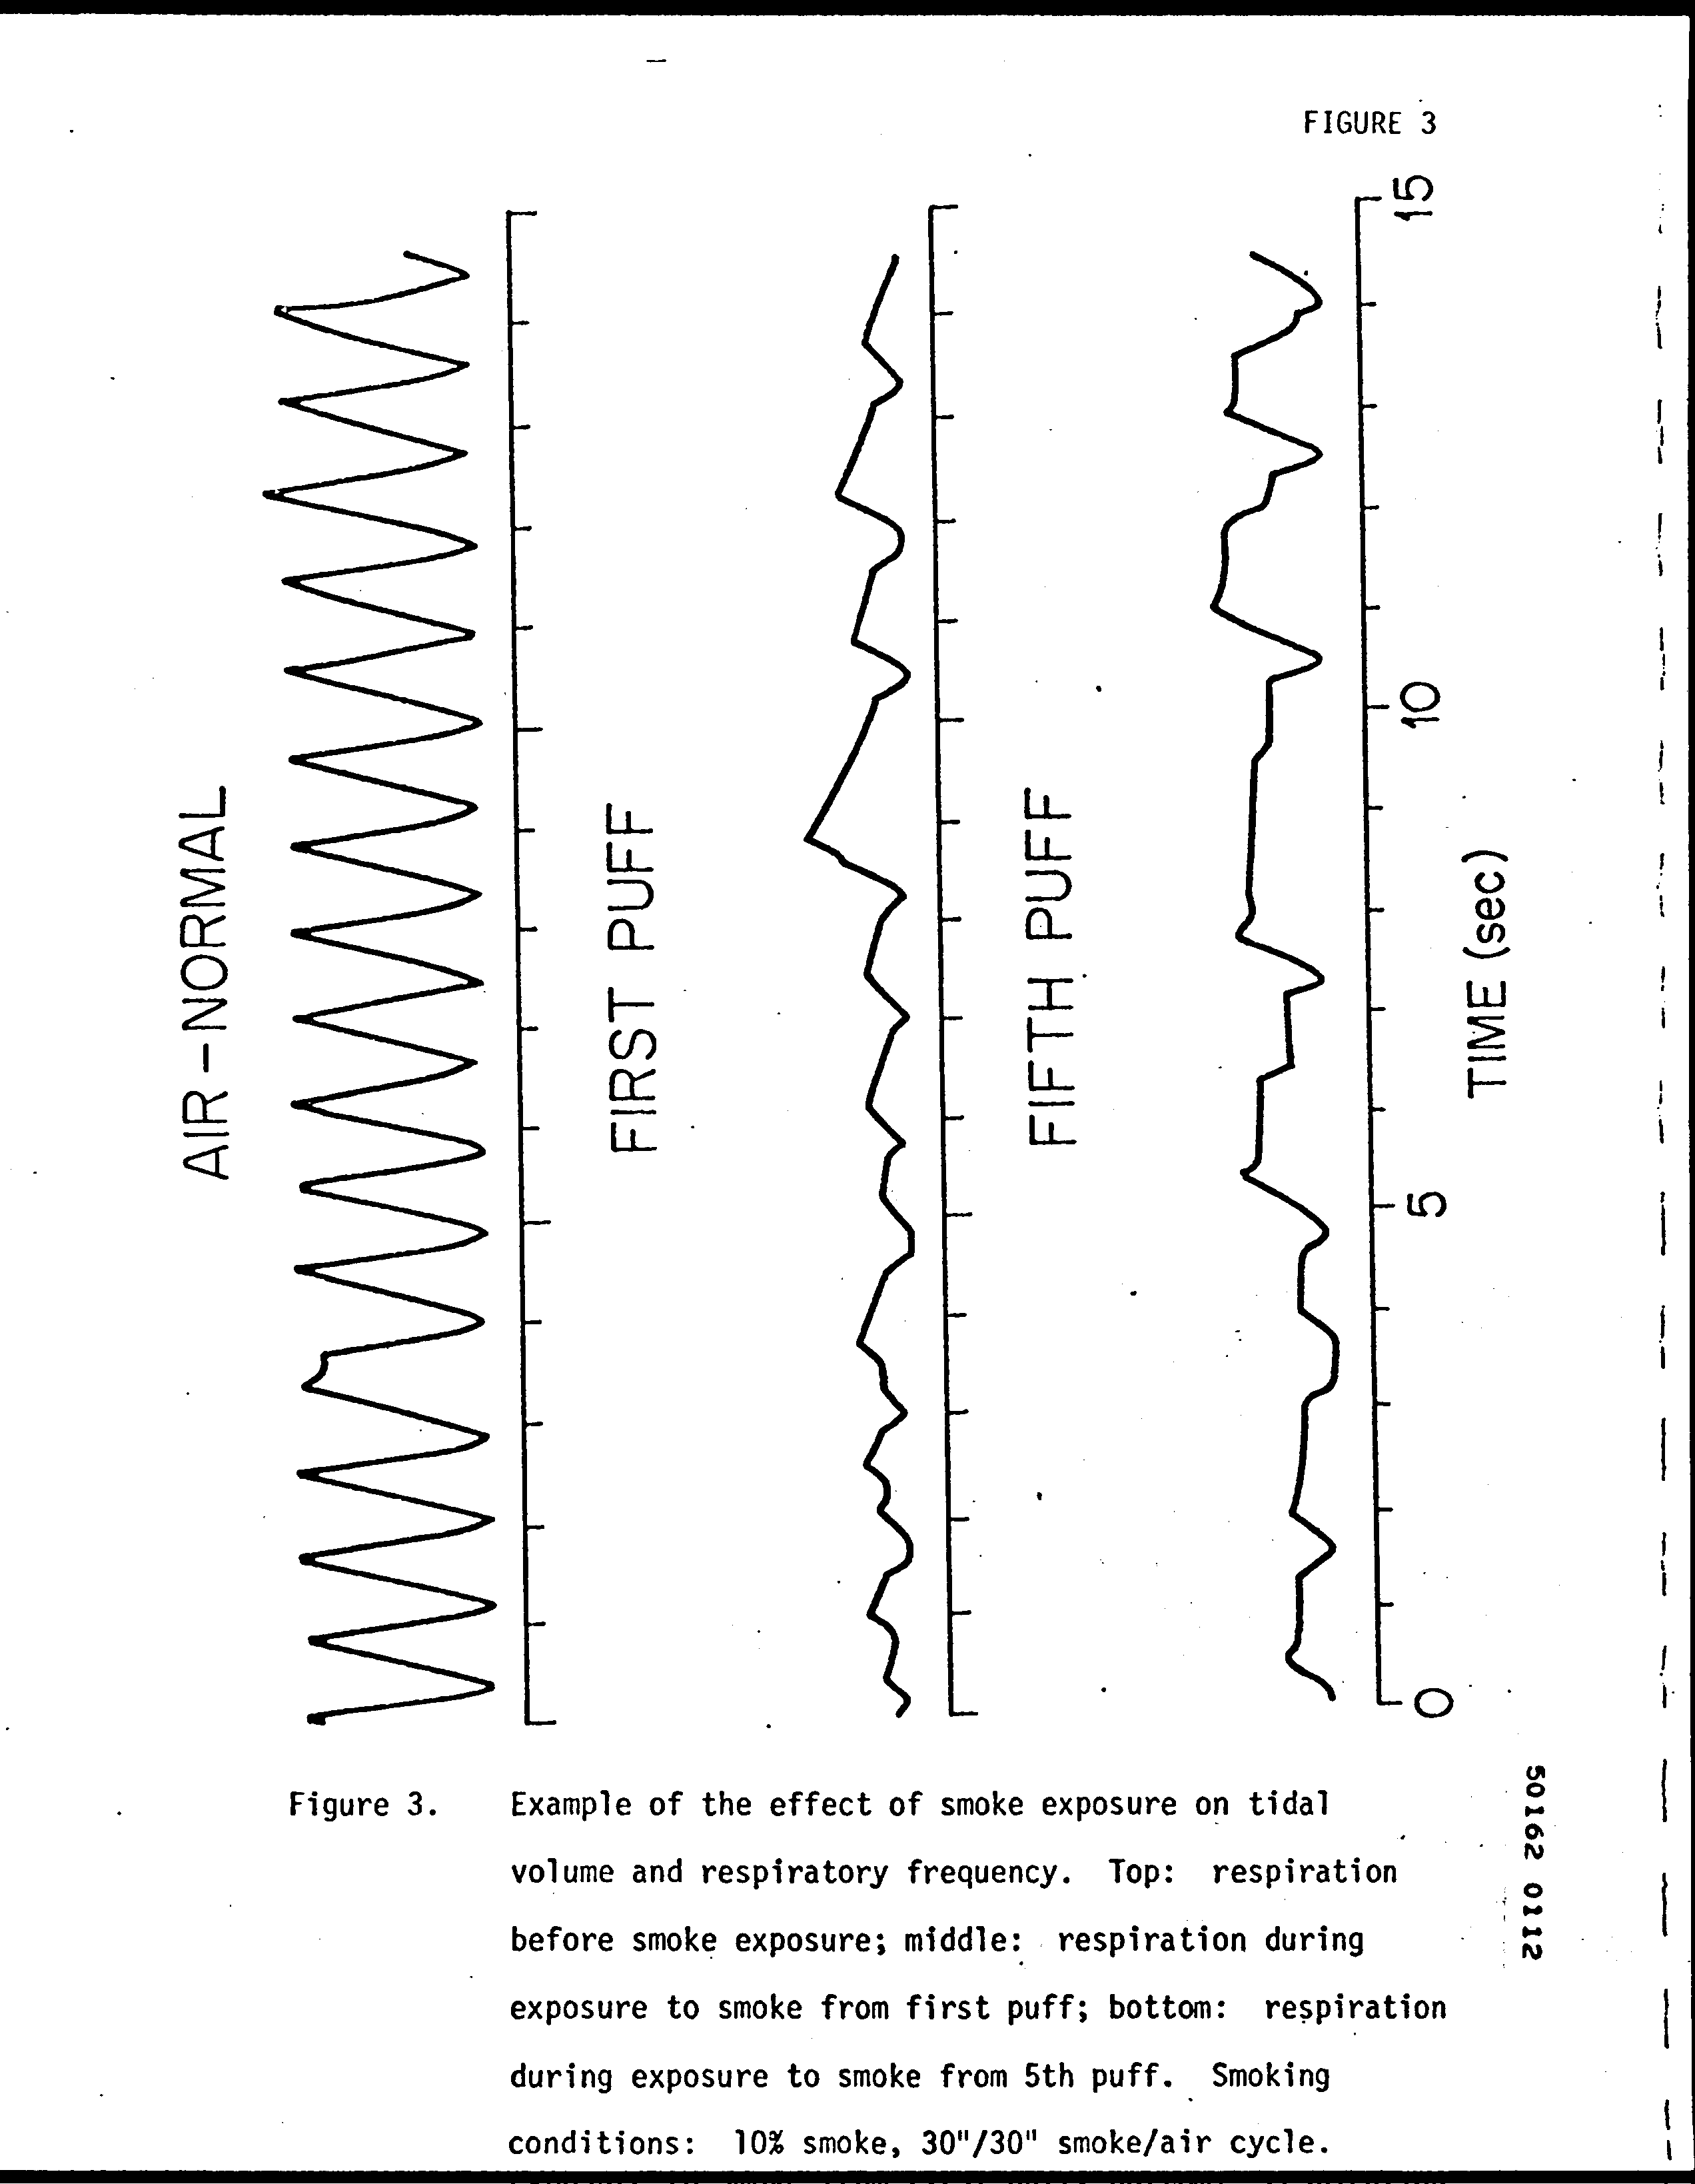 FIGURE 3
AIR-NORMAL
FIRST PUFF
FIFTH PUFF
0 5 10 15
TIME (sec)
Figure 3. Example of the effect of smoke exposure on tidal
volume and respiratory frequency. Top: respiration
before smoke exposure; middle: respiration during
exposure to smoke from first puff; bottom: respiration
during exposure to smoke from 5th puff. Smoking
conditions: 10% smoke, 30"/30" smoke/air cycle.
50162 0112